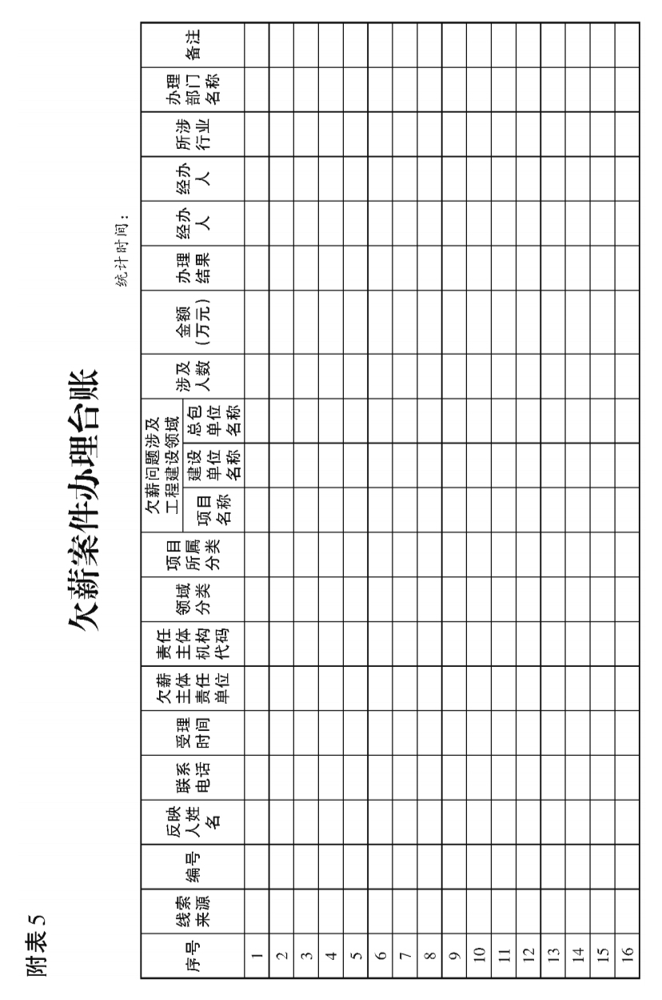 附表5
欠薪案件办理台账
统计时间：
序号
线索
来源
编号
反映
人姓
名
联系
电话
受理
时间
欠薪
主体
责任
单位
责任
主体
机构
代码
领域
分类
项目
所属
分类
欠薪问题涉及
工程建设领域
项目
名称
建设
单位
名称
总包
单位
名称
涉及
人数
金额
(万元)
办理
结果
经办
人
经办
人
所涉
行业
办理
部门
名称
备注
1
2
3
4
5
6
7
8
9
10
11
12
13
14
15
16